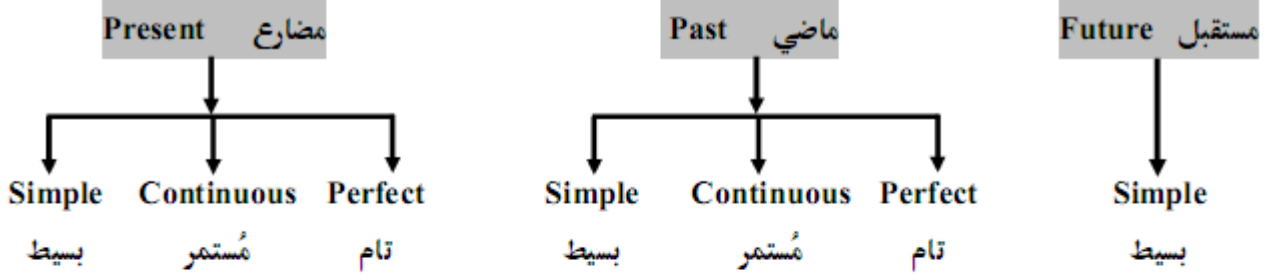 Present مضارع
Past ماضي
Future مستقبل
Simple Continuous Perfect
Simple Continuous Perfect
Simple
بسيط مُستمر تام
بسيط مُستمر تام
بسيط